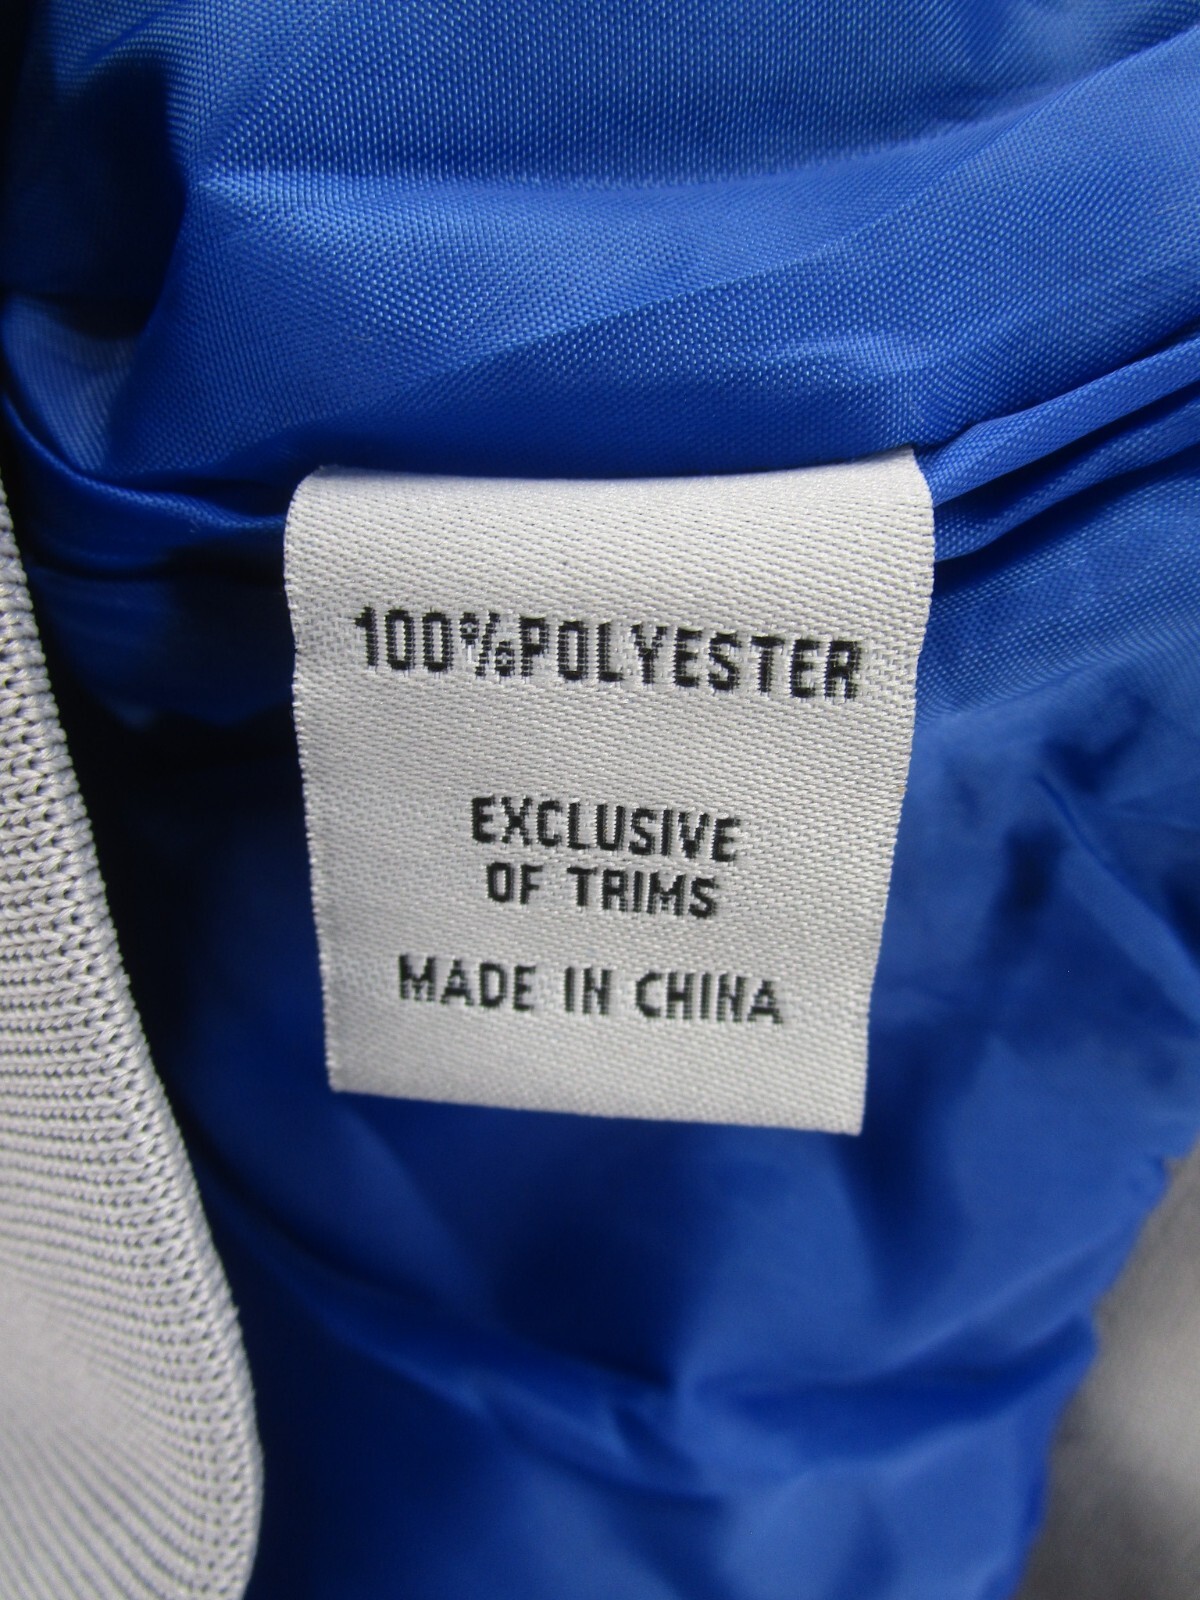 100%POLYESTER
EXCLUSIVE
OF TRIMS
MADE IN CHINA